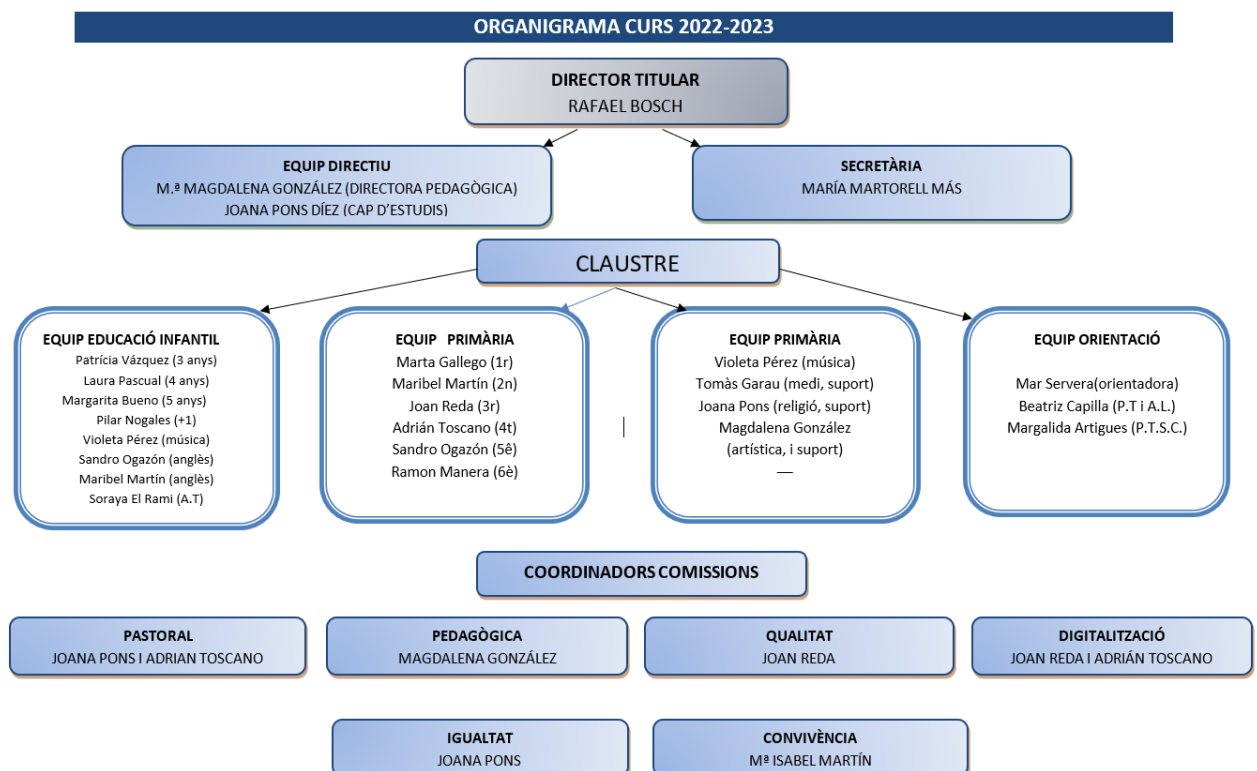 ORGANIGRAMA CURS 2022-2023
DIRECTOR TITULAR
RAFAEL BOSCH
EQUIP DIRECTIU
M.ª MAGDALENA GONZÁLEZ (DIRECTORA PEDAGÒGICA)
JOANA PONS DÍEZ (CAP D'ESTUDIS)
SECRETÀRIA
MARÍA MARTORELL MÁS
CLAUSTRE
EQUIP EDUCACIÓ INFANTIL
Patrícia Vázquez (3 anys)
Laura Pascual (4 anys)
Margarita Bueno (5 anys)
Pilar Nogales (+1)
Violeta Pérez (música)
Sandro Ogazón (anglès)
Maribel Martín (anglès)
Soraya El Rami (A.T)
EQUIP PRIMÀRIA
Marta Gallego (1r)
Maribel Martín (2n)
Joan Reda (3r)
Adrián Toscano (4t)
Sandro Ogazón (5ê)
Ramon Manera (6è)
EQUIP PRIMÀRIA
Violeta Pérez (música)
Tomàs Garau (medi, suport)
Joana Pons (religió, suport)
Magdalena González
(artística, i suport)
EQUIP ORIENTACIÓ
Mar Servera(orientadora)
Beatriz Capilla (P.T i A.L.)
Margalida Artigues (P.T.S.C.)
COORDINADORS COMISSIONS
PASTORAL
JOANA PONS I ADRIAN TOSCANO
PEDAGÒGICA
MAGDALENA GONZÁLEZ
QUALITAT
JOAN REDA
DIGITALITZACIÓ
JOAN REDA I ADRIÁN TOSCANO
IGUALTAT
JOANA PONS
CONVIVÈNCIA
Mª ISABEL MARTÍN